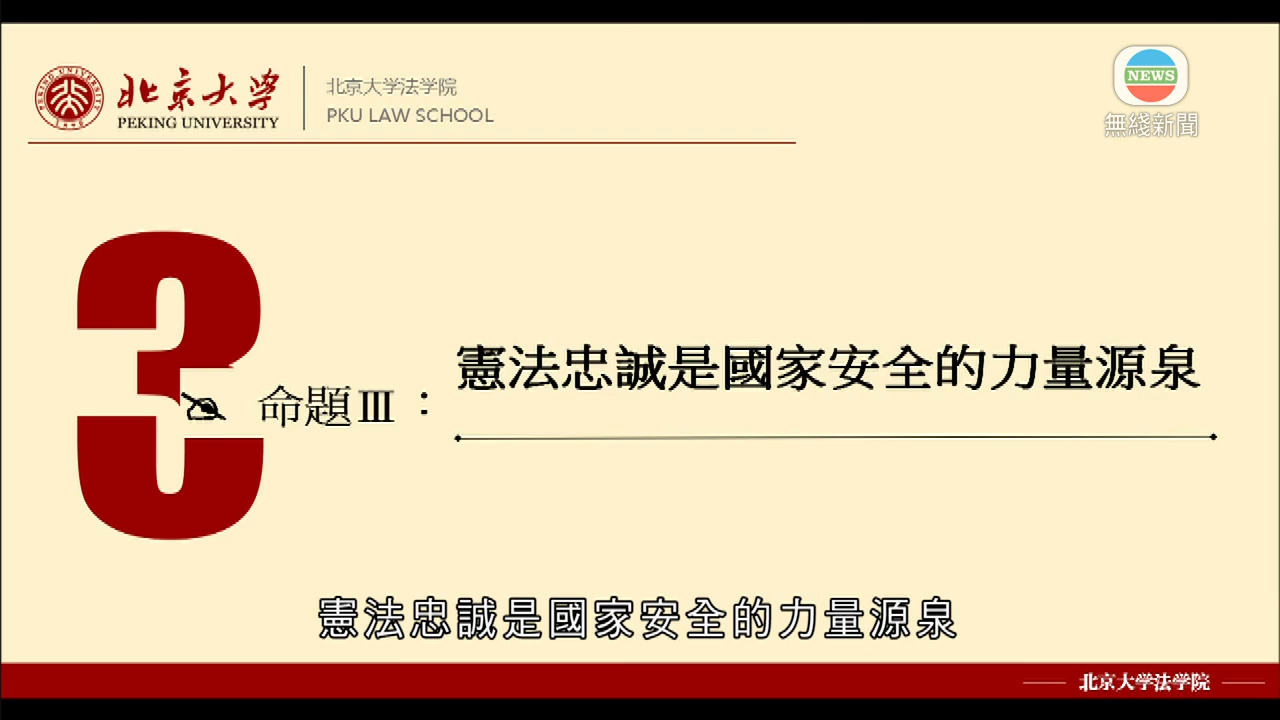 北京大学
PEKING UNIVERSITY
北京大学法学院
PKU LAW SCHOOL
NEWS
無綫新聞
3
命題Ⅲ：
憲法忠誠是國家安全的力量源泉
憲法忠誠是國家安全的力量源泉
北京大学法学院